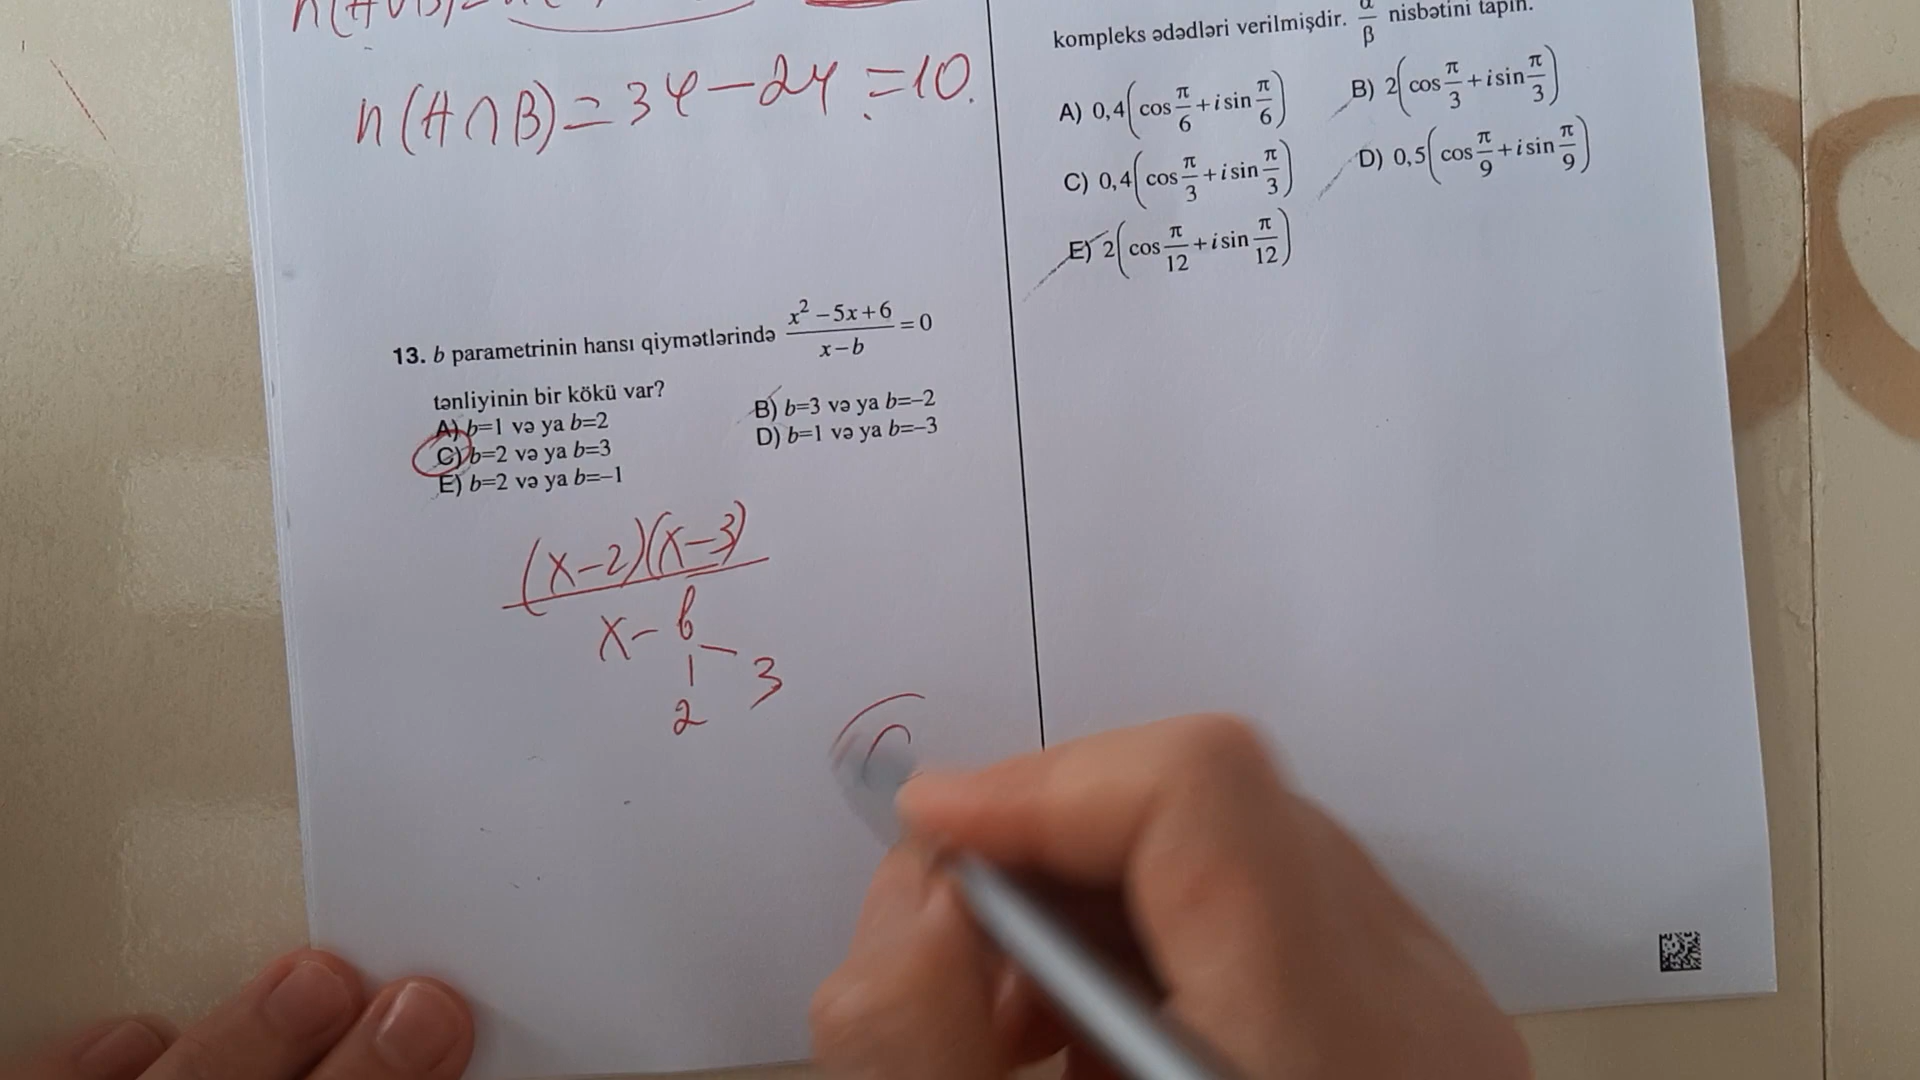 n(A∪B)=
n(A∩B)=34-24=10.
13. b parametrinin hansı qiymətlərində (x² – 5x+6)/(x–b) = 0
tənliyinin bir kökü var?
A) b=1 və ya b=2
B) b=3 və ya b=–2
C) b=2 və ya b=3
D) b=1 və ya b=–3
E) b=2 və ya b=–1
(x-2)(x-3)
x-b
2 3
kompleks ədədləri verilmişdir. α/β nisbətini tapın.
A) 0,4(cos π/6 + i sin π/6)
B) 2(cos π/3 + i sin π/3)
C) 0,4(cos π/3 + i sin π/3)
D) 0,5(cos π/9 + i sin π/9)
E) 2(cos π/12 + i sin π/12)